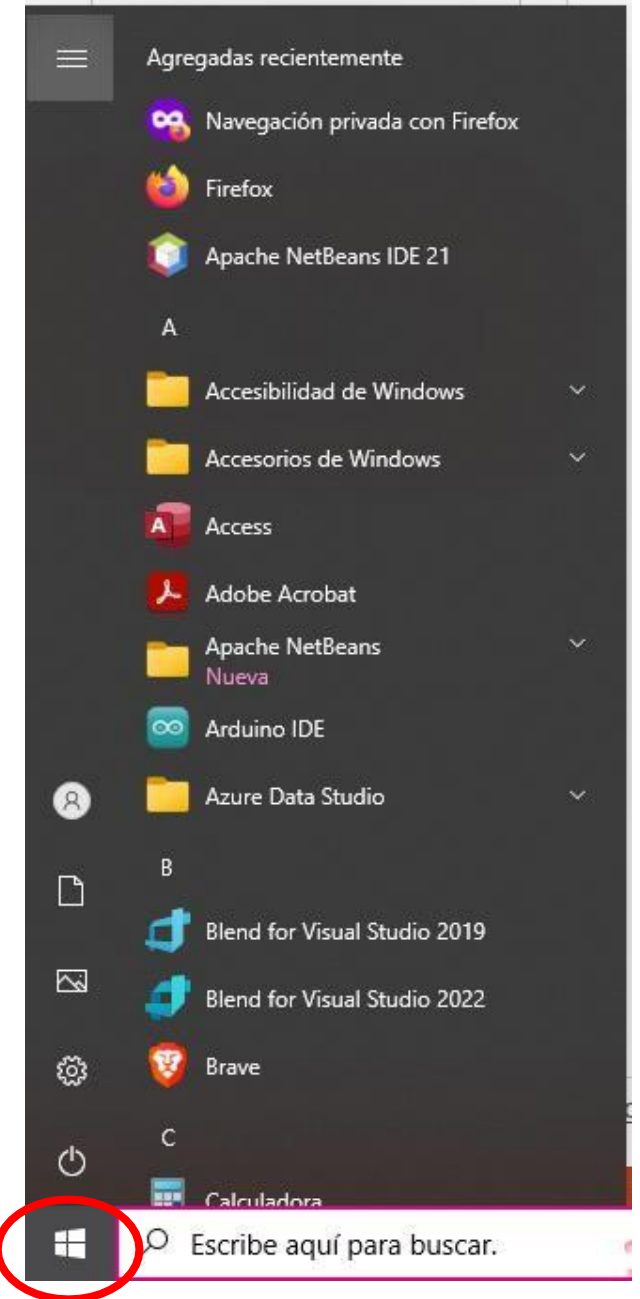 Agregadas recientemente
Navegación privada con Firefox
Firefox
Apache NetBeans IDE 21
A
Accesibilidad de Windows
Accesorios de Windows
A Access
Adobe Acrobat
Apache NetBeans
Nueva
Arduino IDE
Azure Data Studio
B
Blend for Visual Studio 2019
Blend for Visual Studio 2022
Brave
C
Calculadora
Escribe aquí para buscar.